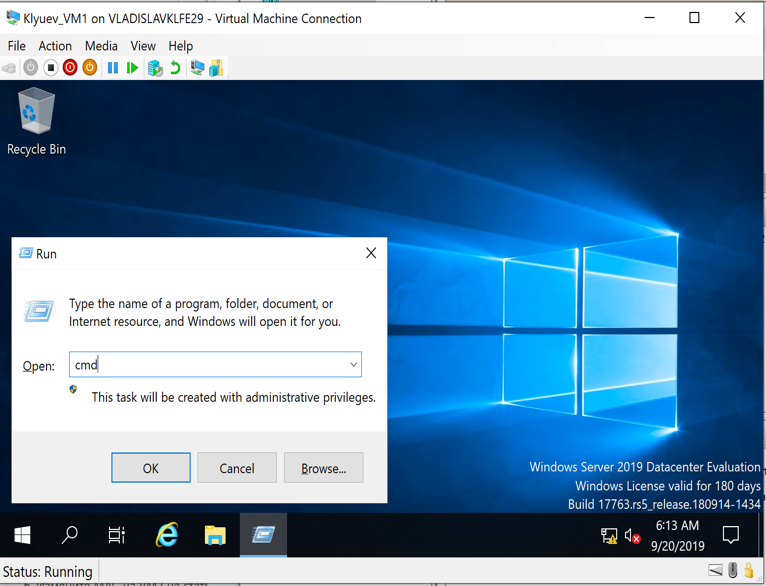 Klyuev_VM1 on VLADISLAVKLFE29 - Virtual Machine Connection
File Action Media View Help
Recycle Bin
Run
Type the name of a program, folder, document, or
Internet resource, and Windows will open it for you.
Open: cmd
This task will be created with administrative privileges.
OK Cancel Browse...
Windows Server 2019 Datacenter Evaluation
Windows License valid for 180 days
Build 17763.rs5_release.180914-1434
6:13 AM
9/20/2019
Status: Running